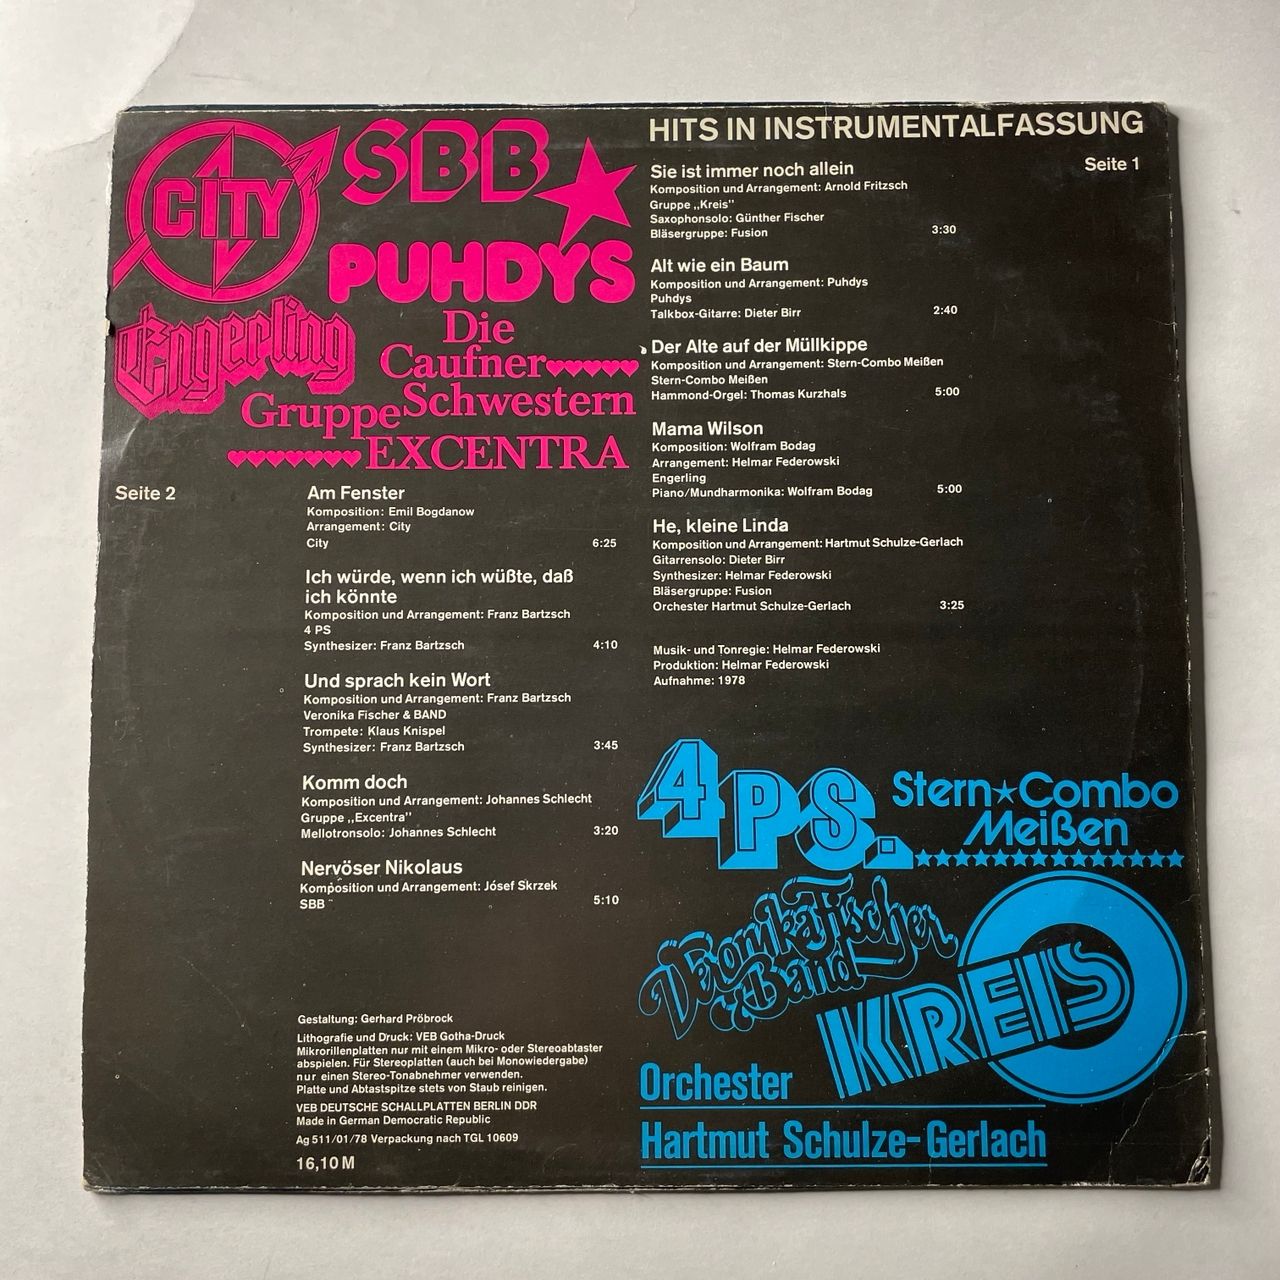 CITY
SBB
PUHDYS
Engerling
Die
Caufner
Schwestern
Gruppe
EXCENTRA
HITS IN INSTRUMENTALFASSUNG
Seite 1
Sie ist immer noch allein
Komposition und Arrangement: Arnold Fritzsch
Gruppe „Kreis"
Saxophonsolo: Günther Fischer
Bläsergruppe: Fusion 3:30
Alt wie ein Baum
Komposition und Arrangement: Puhdys
Puhdys
Talkbox-Gitarre: Dieter Birr 2:40
Der Alte auf der Müllkippe
Komposition und Arrangement: Stern-Combo Meißen
Stern-Combo Meißen
Hammond-Orgel: Thomas Kurzhals 5:00
Mama Wilson
Komposition: Wolfram Bodag
Arrangement: Helmar Federowski
Engerling
Piano/Mundharmonika: Wolfram Bodag 5:00
He, kleine Linda
Komposition und Arrangement: Hartmut Schulze-Gerlach
Gitarrensolo: Dieter Birr
Synthesizer: Helmar Federowski
Bläsergruppe: Fusion
Orchester Hartmut Schulze-Gerlach 3:25
Musik- und Tonregie: Helmar Federowski
Produktion: Helmar Federowski
Aufnahme: 1978
Seite 2
Am Fenster
Komposition: Emil Bogdanow
Arrangement: City
City 6:25
Ich würde, wenn ich wüßte, daß
ich könnte
Komposition und Arrangement: Franz Bartzsch
4 PS
Synthesizer: Franz Bartzsch 4:10
Und sprach kein Wort
Komposition und Arrangement: Franz Bartzsch
Veronika Fischer & BAND
Trompete: Klaus Knispel
Synthesizer: Franz Bartzsch 3:45
Komm doch
Komposition und Arrangement: Johannes Schlecht
Gruppe „Excentra"
Mellotronsolo: Johannes Schlecht 3:20
Nervöser Nikolaus
Komposition und Arrangement: Jósef Skrzek
SBB 5:10
Gestaltung: Gerhard Pröbrock
Lithografie und Druck: VEB Gotha-Druck
Mikrorillenplatten nur mit einem Mikro- oder Stereoabtaster
abspielen. Für Stereoplatten (auch bei Monowiedergabe)
nur einen Stereo-Tonabnehmer verwenden.
Platte und Abtastspitze stets von Staub reinigen.
VEB DEUTSCHE SCHALLPLATTEN BERLIN DDR
Made in German Democratic Republic
Ag 511/01/78 Verpackung nach TGL 10609
16,10 M
4 PS.
Stern★Combo
Meißen
Veronika Fischer
& Band
KREIS
Orchester
Hartmut Schulze-Gerlach